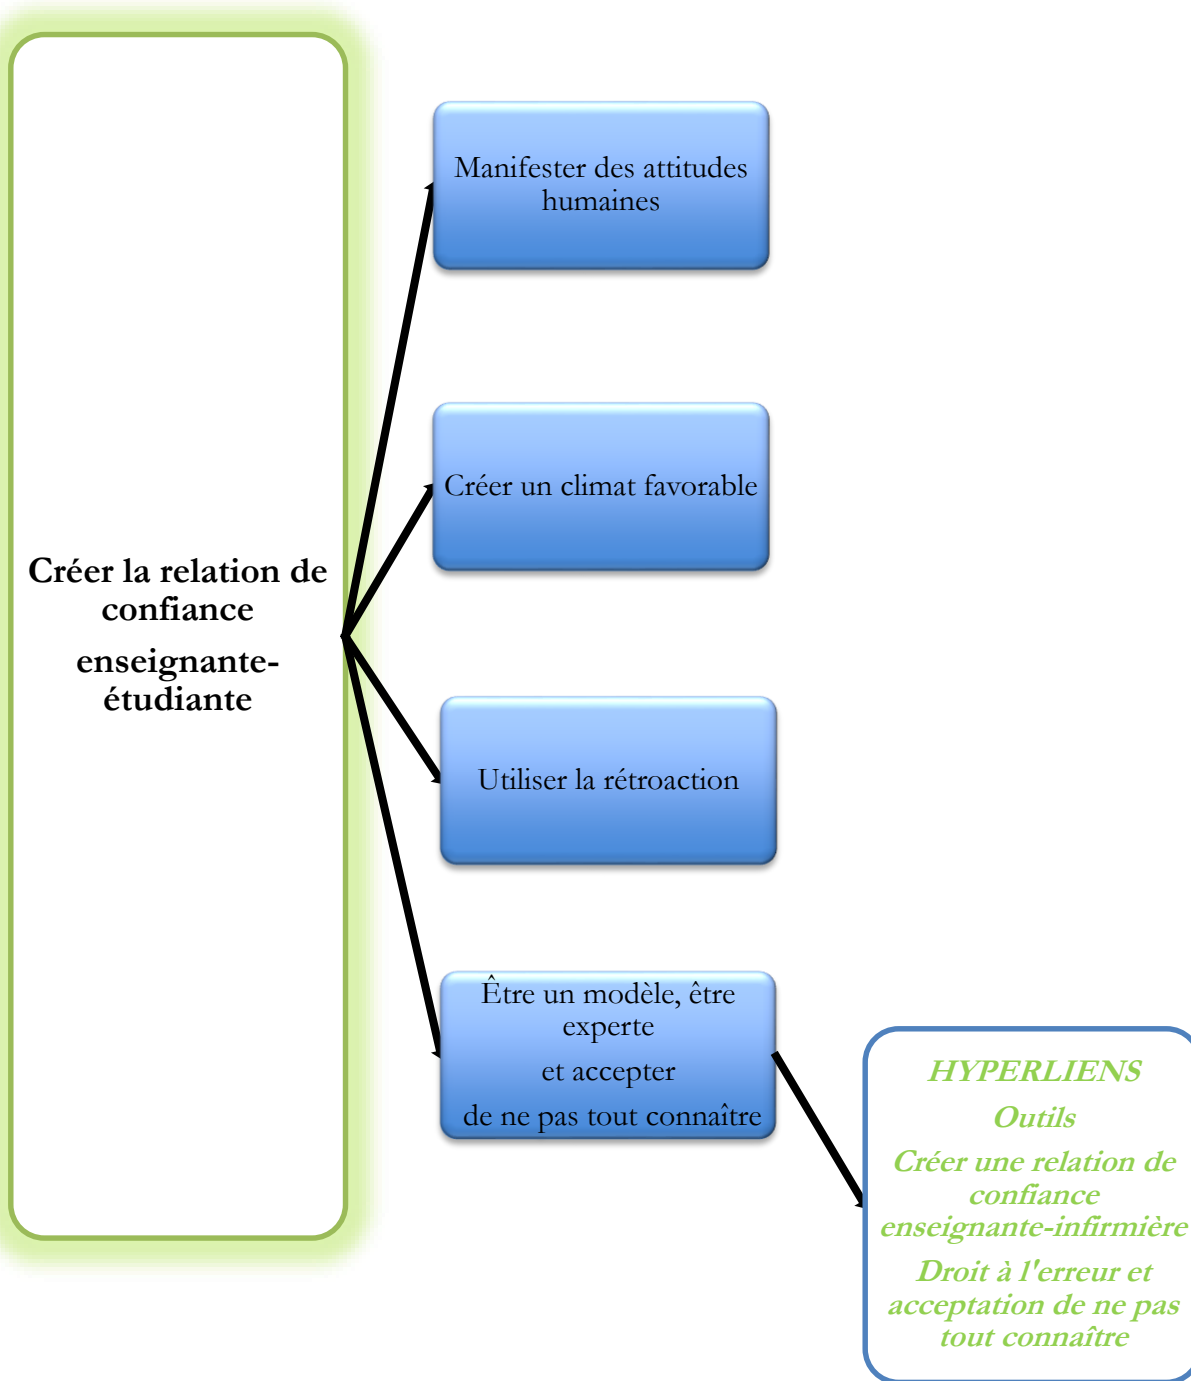 Manifester des attitudes
humaines
Créer un climat favorable
Créer la relation de
confiance
enseignante-
étudiante
Utiliser la rétroaction
Être un modèle, être
experte
et accepter
de ne pas tout connaître
HYPERLIENS
Outils
Créer une relation de
confiance
enseignante-infirmière
Droit à l'erreur et
acceptation de ne pas
tout connaître